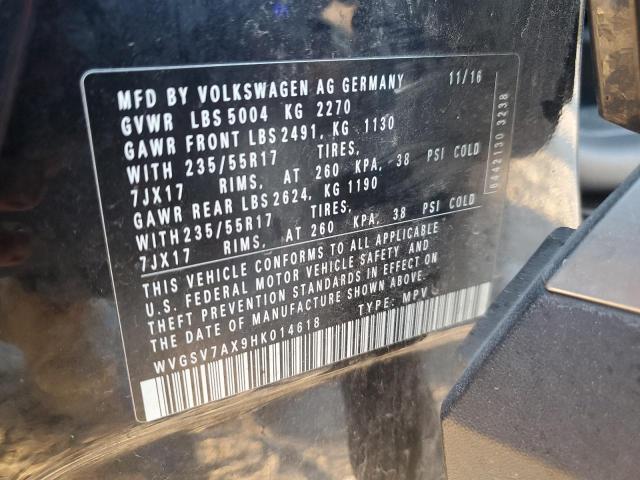 MFD BY VOLKSWAGEN AG GERMANY 11/16
GVWR LBS 5004 KG 2270
GAWR FRONT LBS 2491, KG 1130
WITH 235/55R17 TIRES,
7JX17 RIMS, AT 260 KPA, 38 PSI COLD
GAWR REAR LBS 2624, KG 1190
WITH 235/55R17 TIRES,
7JX17 RIMS, AT 260 KPA, 38 PSI COLD
THIS VEHICLE CONFORMS TO ALL APPLICABLE
U.S. FEDERAL MOTOR VEHICLE SAFETY AND
THEFT PREVENTION STANDARDS IN EFFECT ON
THE DATE OF MANUFACTURE SHOWN ABOVE.
WVGSV7AX9HK014618 TYPE: MPV
8442130 3238